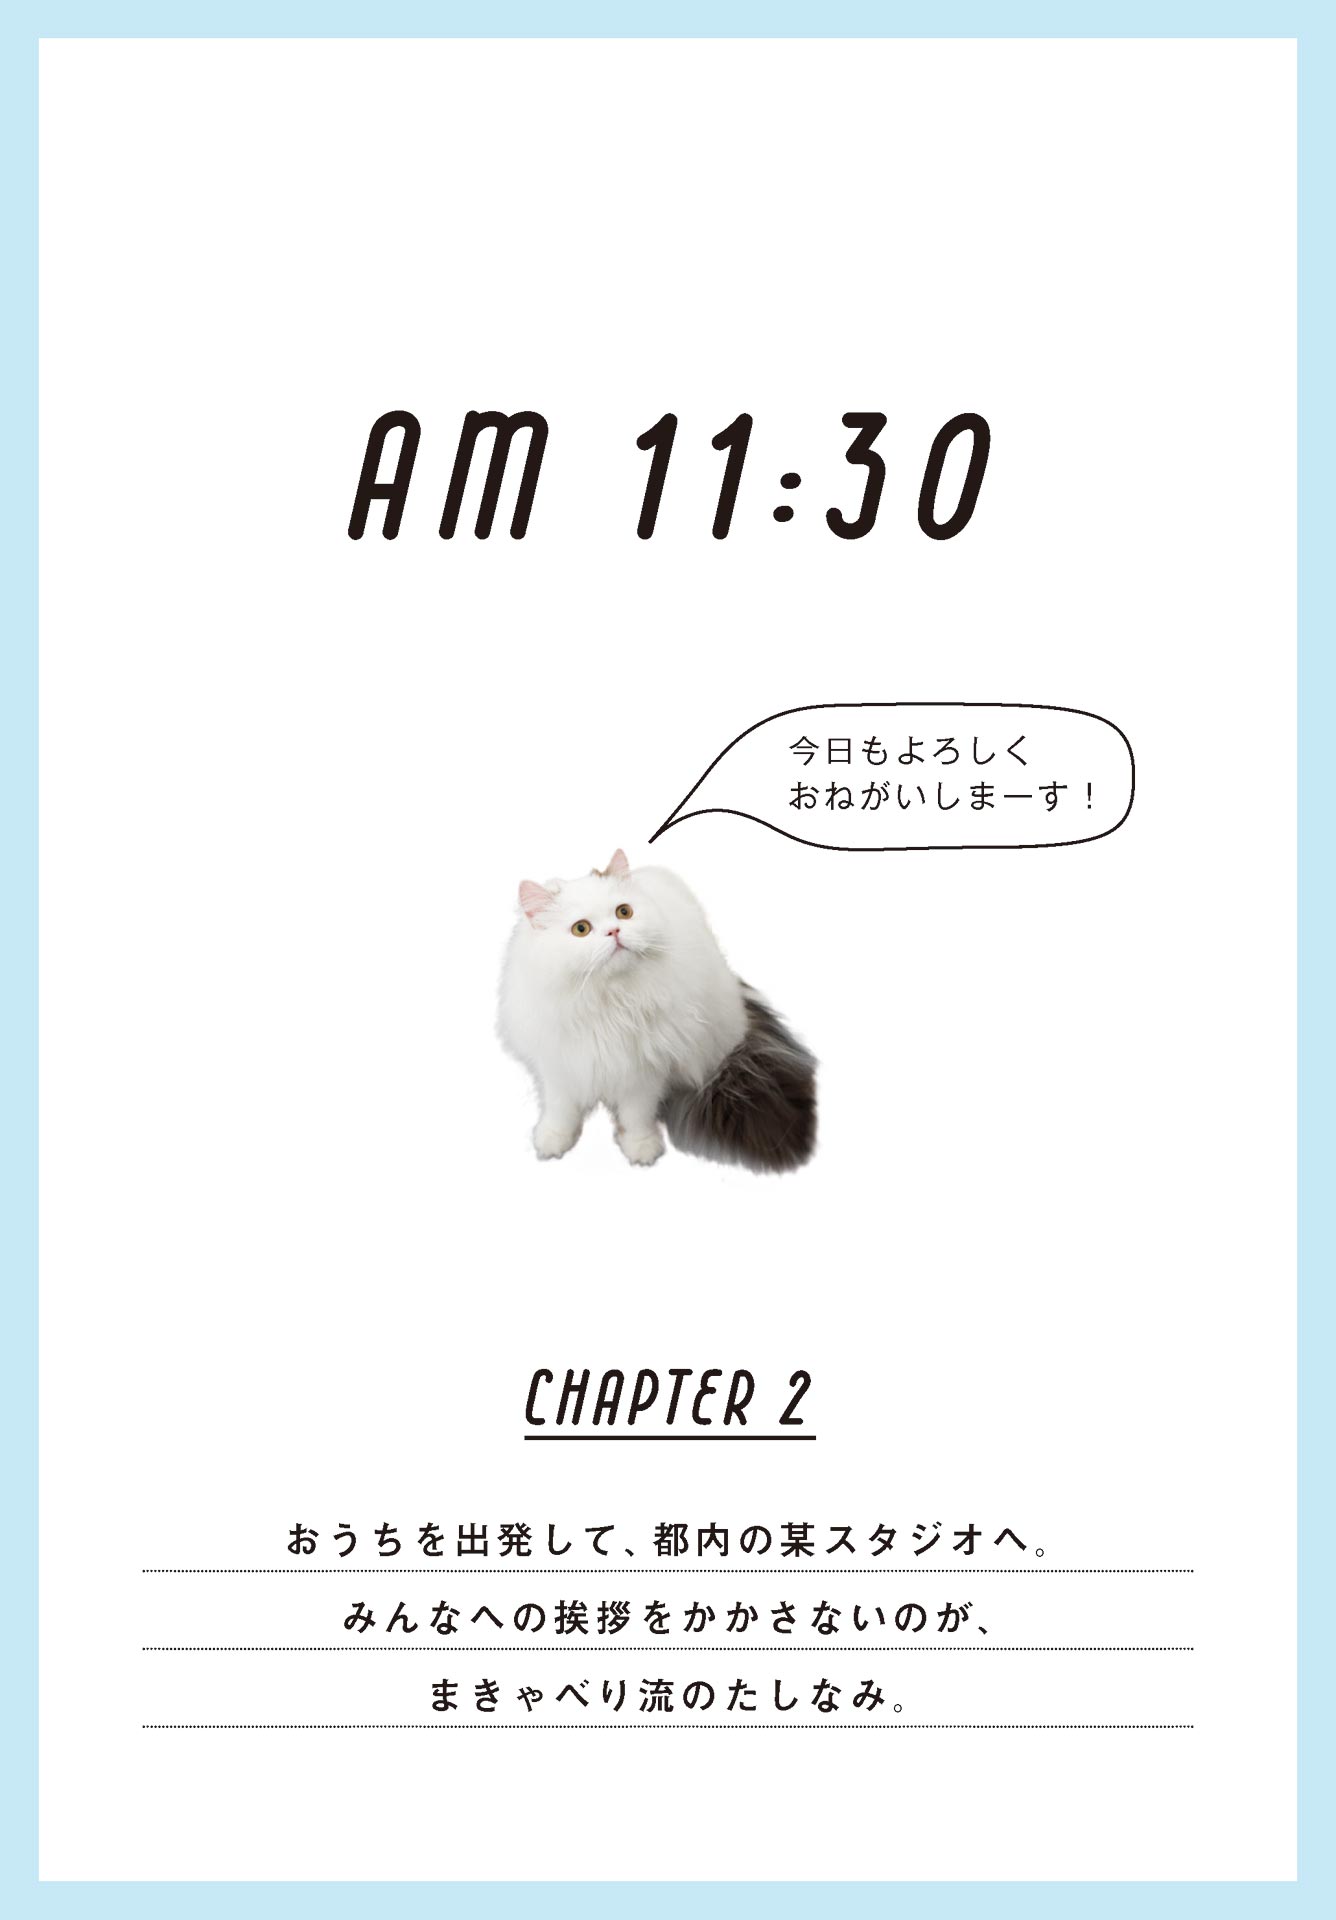 AM 11:30
今日もよろしく
おねがいしまーす！
CHAPTER 2
おうちを出発して、都内の某スタジオへ。
みんなへの挨拶をかかさないのが、
まきゃべり流のたしなみ。